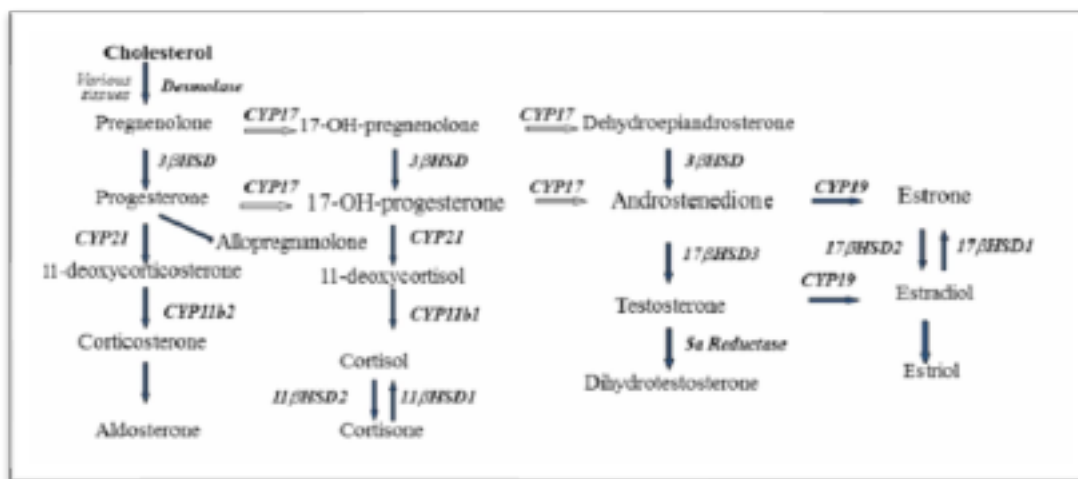 Cholesterol
Various tissues Desmolase
CYP17 CYP17
Pregnenolone 17-OH-pregnenolone Dehydroepiandrosterone
3βHSD 3βHSD 3βHSD
CYP17 CYP17 CYP19
Progesterone 17-OH-progesterone Androstenedione Estrone
CYP21 Allopregnanolone CYP21 17βHSD3 17βHSD2 17βHSD1
11-deoxycorticosterone 11-deoxycortisol CYP19
Testosterone Estradiol
CYP11b2 CYP11b1
Corticosterone Cortisol 5a Reductase
Dihydrotestosterone Estriol
11βHSD2 11βHSD1
Aldosterone Cortisone